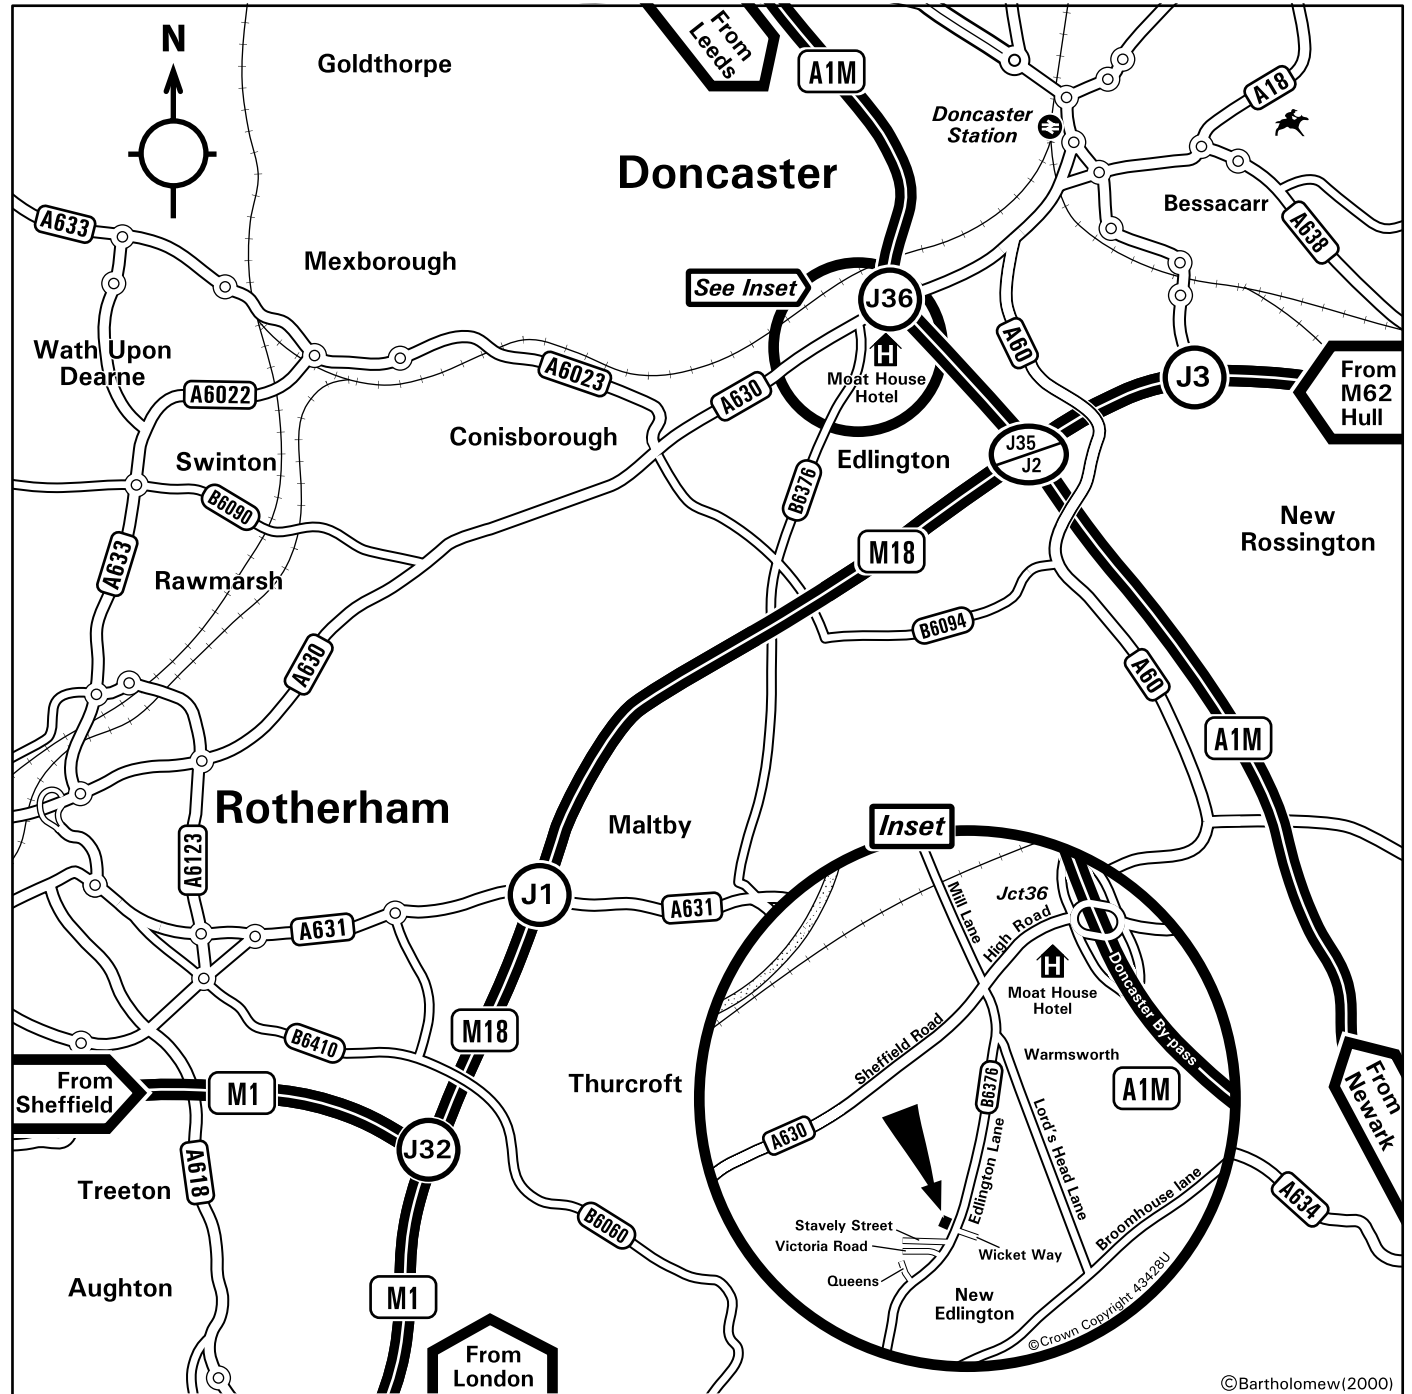 From
Leeds
A1M
N
Goldthorpe
A18
Doncaster
Station
Doncaster
Bessacarr
A633
A638
Mexborough
See Inset
J36
A60
Wath Upon
Dearne
A6022
A6023
A630
H
Moat House
Hotel
J3
From
M62
Hull
Conisborough
Edlington
J35
J2
Swinton
B6090
B6376
M18
New
Rossington
A633
Rawmarsh
B6094
A630
A60
A1M
Rotherham
Maltby
A6123
J1
A631
A631
Inset
Mill Lane
Jct36
High Road
H
Moat House
Hotel
Doncaster By-pass
Sheffield Road
Warmsworth
A1M
B6376
A630
Lord's Head Lane
Edlington Lane
Broomhouse lane
Stavely Street
Victoria Road
Wicket Way
Queens
New
Edlington
©Crown Copyright 43428U
M18
B6410
From
Sheffield
M1
Thurcroft
J32
From
Newark
A618
Treeton
B6060
A634
Aughton
M1
From
London
©Bartholomew(2000)